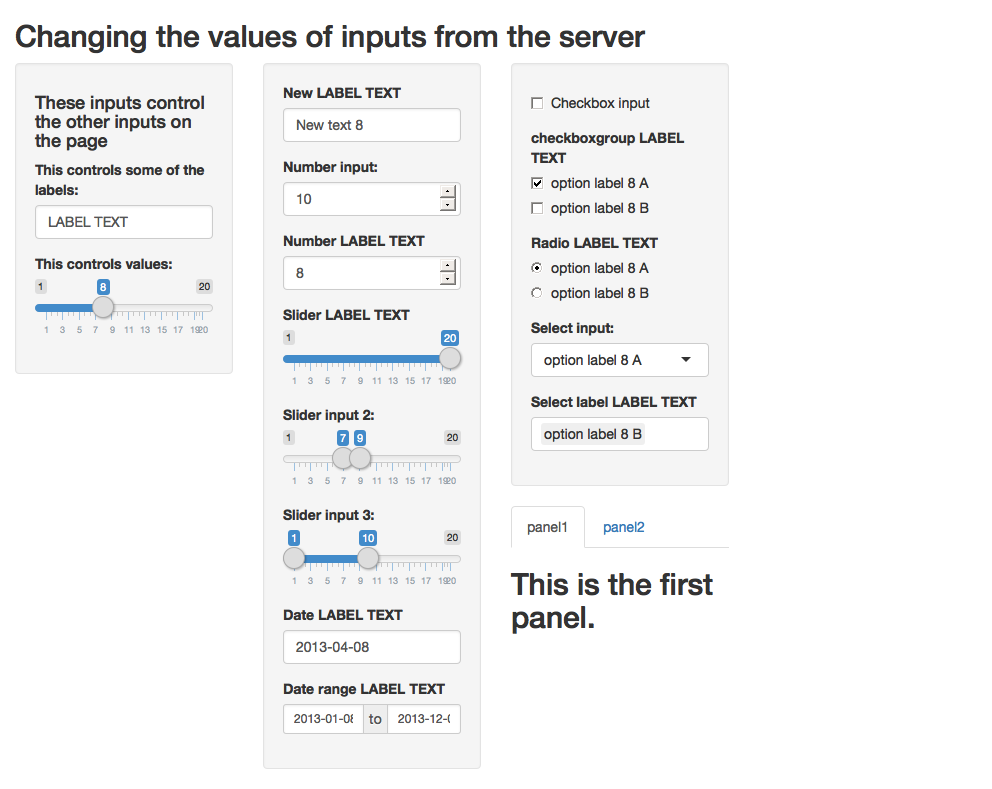 Changing the values of inputs from the server
These inputs control
the other inputs on
the page
This controls some of the
labels:
LABEL TEXT
This controls values:
1 8 20
1 3 5 7 9 11 13 15 17 19 20
New LABEL TEXT
New text 8
Number input:
10
Number LABEL TEXT
8
Slider LABEL TEXT
1 20
1 3 5 7 9 11 13 15 17 19 20
Slider input 2:
1 7 9 20
1 3 5 7 9 11 13 15 17 19 20
Slider input 3:
1 10 20
1 3 5 7 9 11 13 15 17 19 20
Date LABEL TEXT
2013-04-08
Date range LABEL TEXT
2013-01-08 to 2013-12-0
Checkbox input
checkboxgroup LABEL
TEXT
option label 8 A
option label 8 B
Radio LABEL TEXT
option label 8 A
option label 8 B
Select input:
option label 8 A
Select label LABEL TEXT
option label 8 B
panel1 panel2
This is the first
panel.